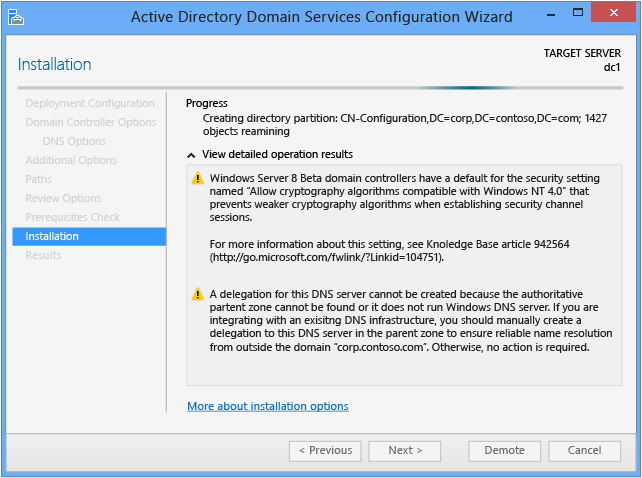 Active Directory Domain Services Configuration Wizard
Installation
TARGET SERVER
dc1
Deployment Configuration
Domain Controller Options
DNS Options
Additional Options
Paths
Review Options
Prerequisites Check
Installation
Results
Progress
Creating directory partition: CN-Configuration,DC=corp,DC=contoso,DC=com; 1427
objects reamining
View detailed operation results
Windows Server 8 Beta domain controllers have a default for the security setting
named "Allow cryptography algorithms compatible with Windows NT 4.0" that
prevents weaker cryptography algorithms when establishing security channel
sessions.
For more information about this setting, see Knoledge Base article 942564
(http://go.microsoft.com/fwlink/?Linkid=104751).
A delegation for this DNS server cannot be created because the authoritative
partent zone cannot be found or it does not run Windows DNS server. If you are
integrating with an exisitng DNS infrastructure, you should manually create a
delegation to this DNS server in the parent zone to ensure reliable name resolution
from outside the domain "corp.contoso.com". Otherwise, no action is required.
More about installation options
< Previous
Next >
Demote
Cancel